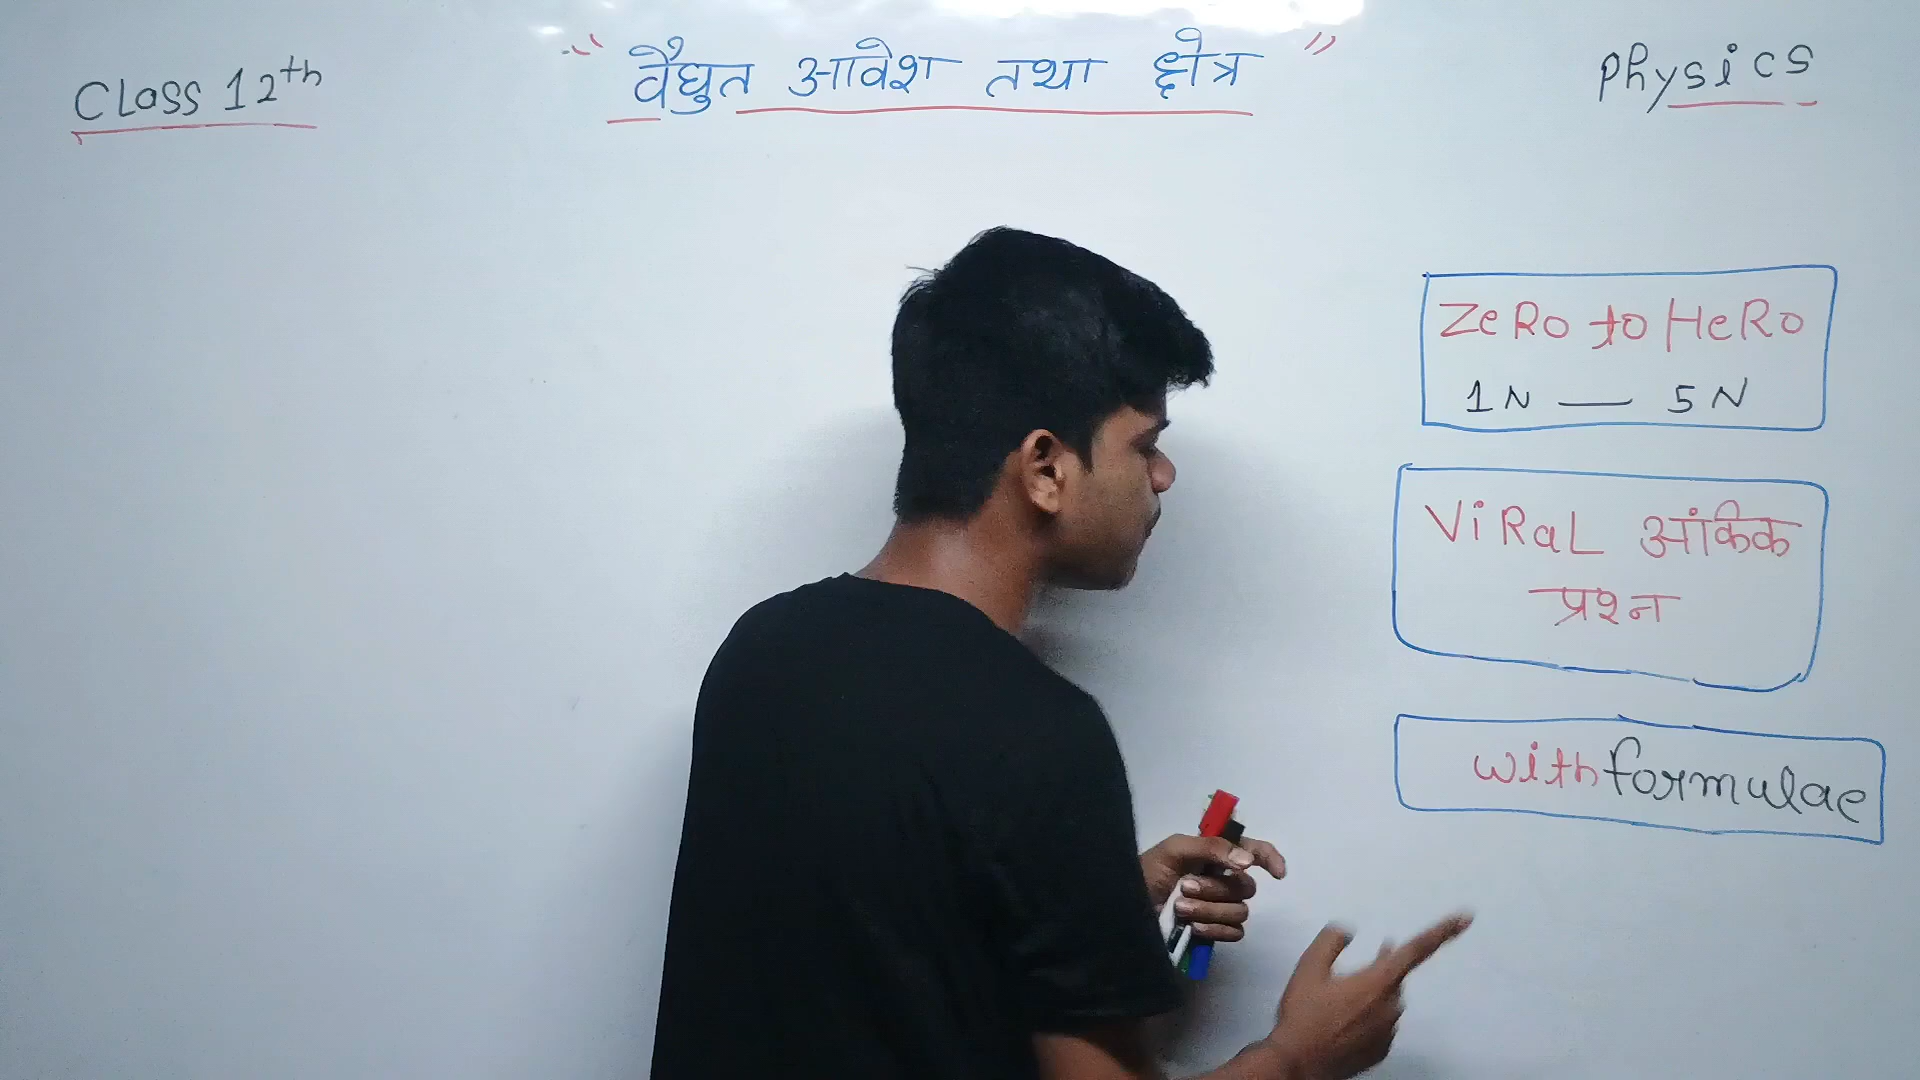 Class 12th
" वैद्युत आवेश तथा क्षेत्र "
Physics
ZeRo to HeRo
1N — 5N
ViRaL आंकिक
प्रश्न
with formulae